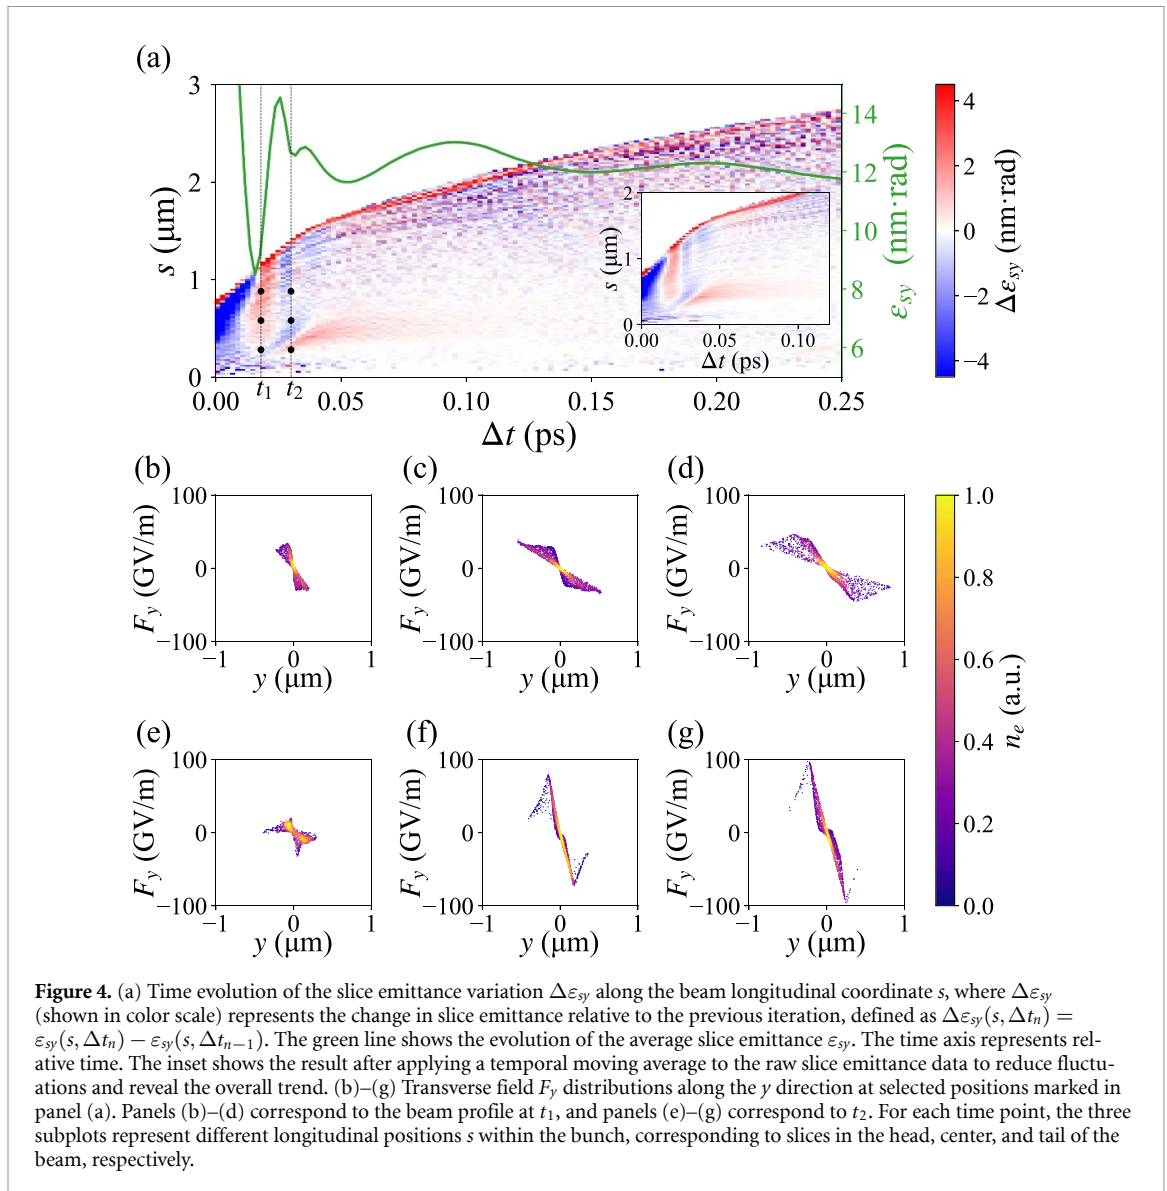 (a)
3
2
1
0
s (μm)
0.00
t₁
t₂
0.05
0.10
0.15
0.20
0.25
Δt (ps)
14
12
10
8
6
εsy (nm·rad)
4
2
0
−2
−4
Δεsy (nm·rad)
2
1
0
s (μm)
0.00
0.05
0.10
Δt (ps)
(b)
100
0
−100
Fy (GV/m)
−1
0
1
y (μm)
(c)
100
0
−100
Fy (GV/m)
−1
0
1
y (μm)
(d)
100
0
−100
Fy (GV/m)
−1
0
1
y (μm)
(e)
100
0
−100
Fy (GV/m)
−1
0
1
y (μm)
(f)
100
0
−100
Fy (GV/m)
−1
0
1
y (μm)
(g)
100
0
−100
Fy (GV/m)
−1
0
1
y (μm)
1.0
0.8
0.6
0.4
0.2
0.0
ne (a.u.)
Figure 4. (a) Time evolution of the slice emittance variation Δεsy along the beam longitudinal coordinate s, where Δεsy
(shown in color scale) represents the change in slice emittance relative to the previous iteration, defined as Δεsy(s, Δtn) =
εsy(s, Δtn) − εsy(s, Δtn−1). The green line shows the evolution of the average slice emittance εsy. The time axis represents rel-
ative time. The inset shows the result after applying a temporal moving average to the raw slice emittance data to reduce fluctu-
ations and reveal the overall trend. (b)–(g) Transverse field Fy distributions along the y direction at selected positions marked in
panel (a). Panels (b)–(d) correspond to the beam profile at t₁, and panels (e)–(g) correspond to t₂. For each time point, the three
subplots represent different longitudinal positions s within the bunch, corresponding to slices in the head, center, and tail of the
beam, respectively.